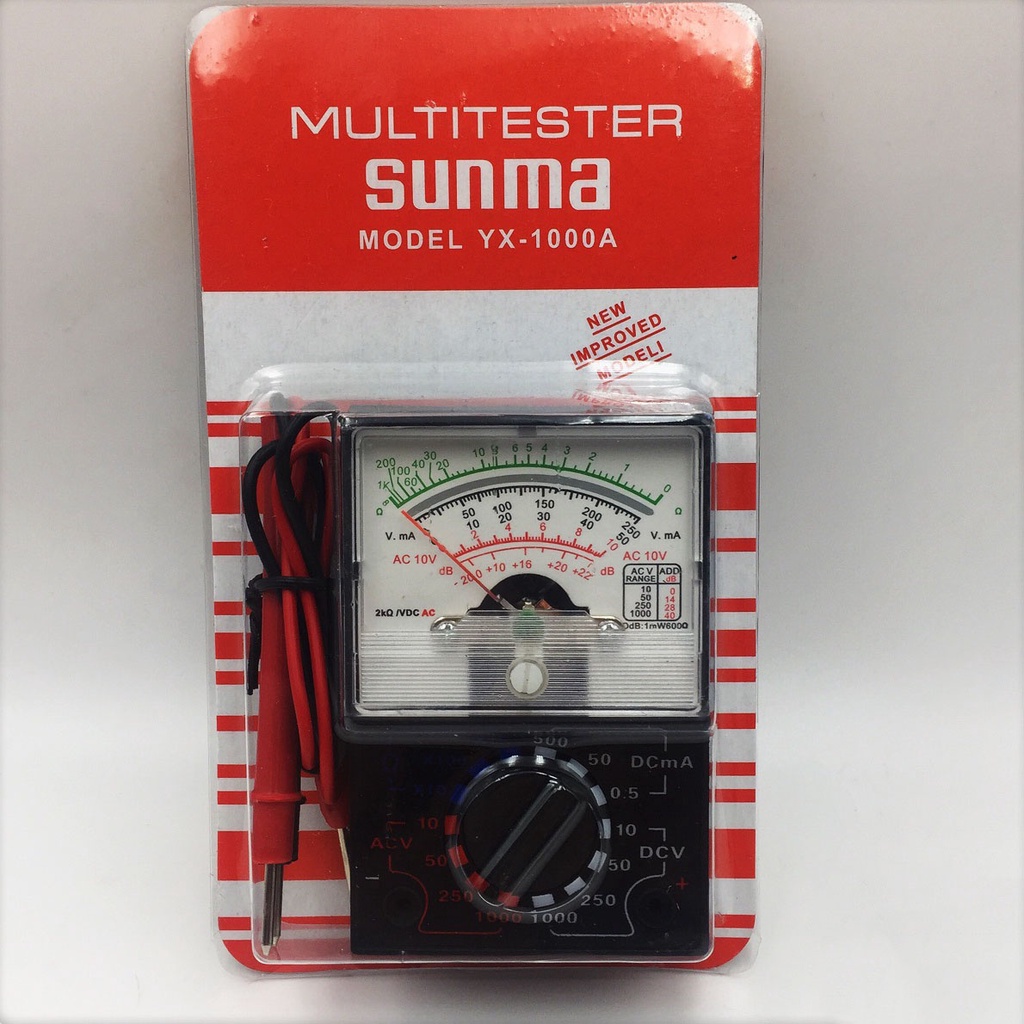 MULTITESTER
sunma
MODEL YX-1000A
NEW
IMPROVED
MODEL!
200 100 60 40 30 20 10 8 6 5 4 3 2 1 0
1K
∞
Ω Ω
50 100 150 200 250
10 20 30 40 50
V. mA V. mA
2 4 6 8 10
AC 10V AC 10V
dB -20 0 +10 +16 +20 +22 dB
AC V ADD
RANGE dB
10 0
50 14
250 28
1000 40
2kΩ /VDC AC
0dB:1mW600Ω
500
50 DCmA
0.5
10 10
ACV DCV
50 50
− +
250 250
1000 1000